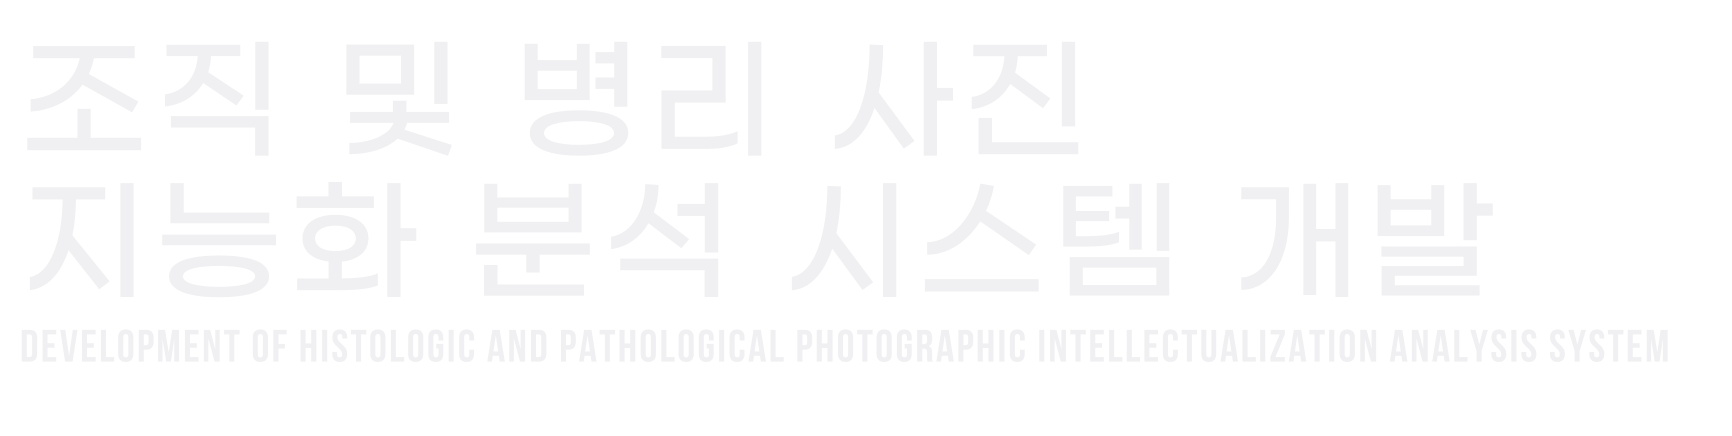 조직 및 병리 사진
지능화 분석 시스템 개발
DEVELOPMENT OF HISTOLOGIC AND PATHOLOGICAL PHOTOGRAPHIC INTELLECTUALIZATION ANALYSIS SYSTEM